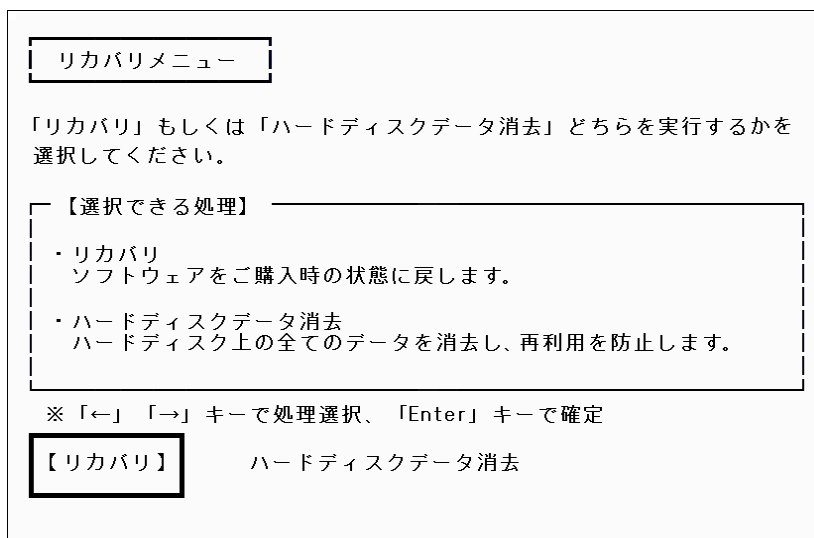 リカバリメニュー
「リカバリ」もしくは「ハードディスクデータ消去」どちらを実行するかを
選択してください。
【選択できる処理】
・リカバリ
ソフトウェアをご購入時の状態に戻します。
・ハードディスクデータ消去
ハードディスク上の全てのデータを消去し、再利用を防止します。
※「←」「→」キーで処理選択、「Enter」キーで確定
【リカバリ】 ハードディスクデータ消去